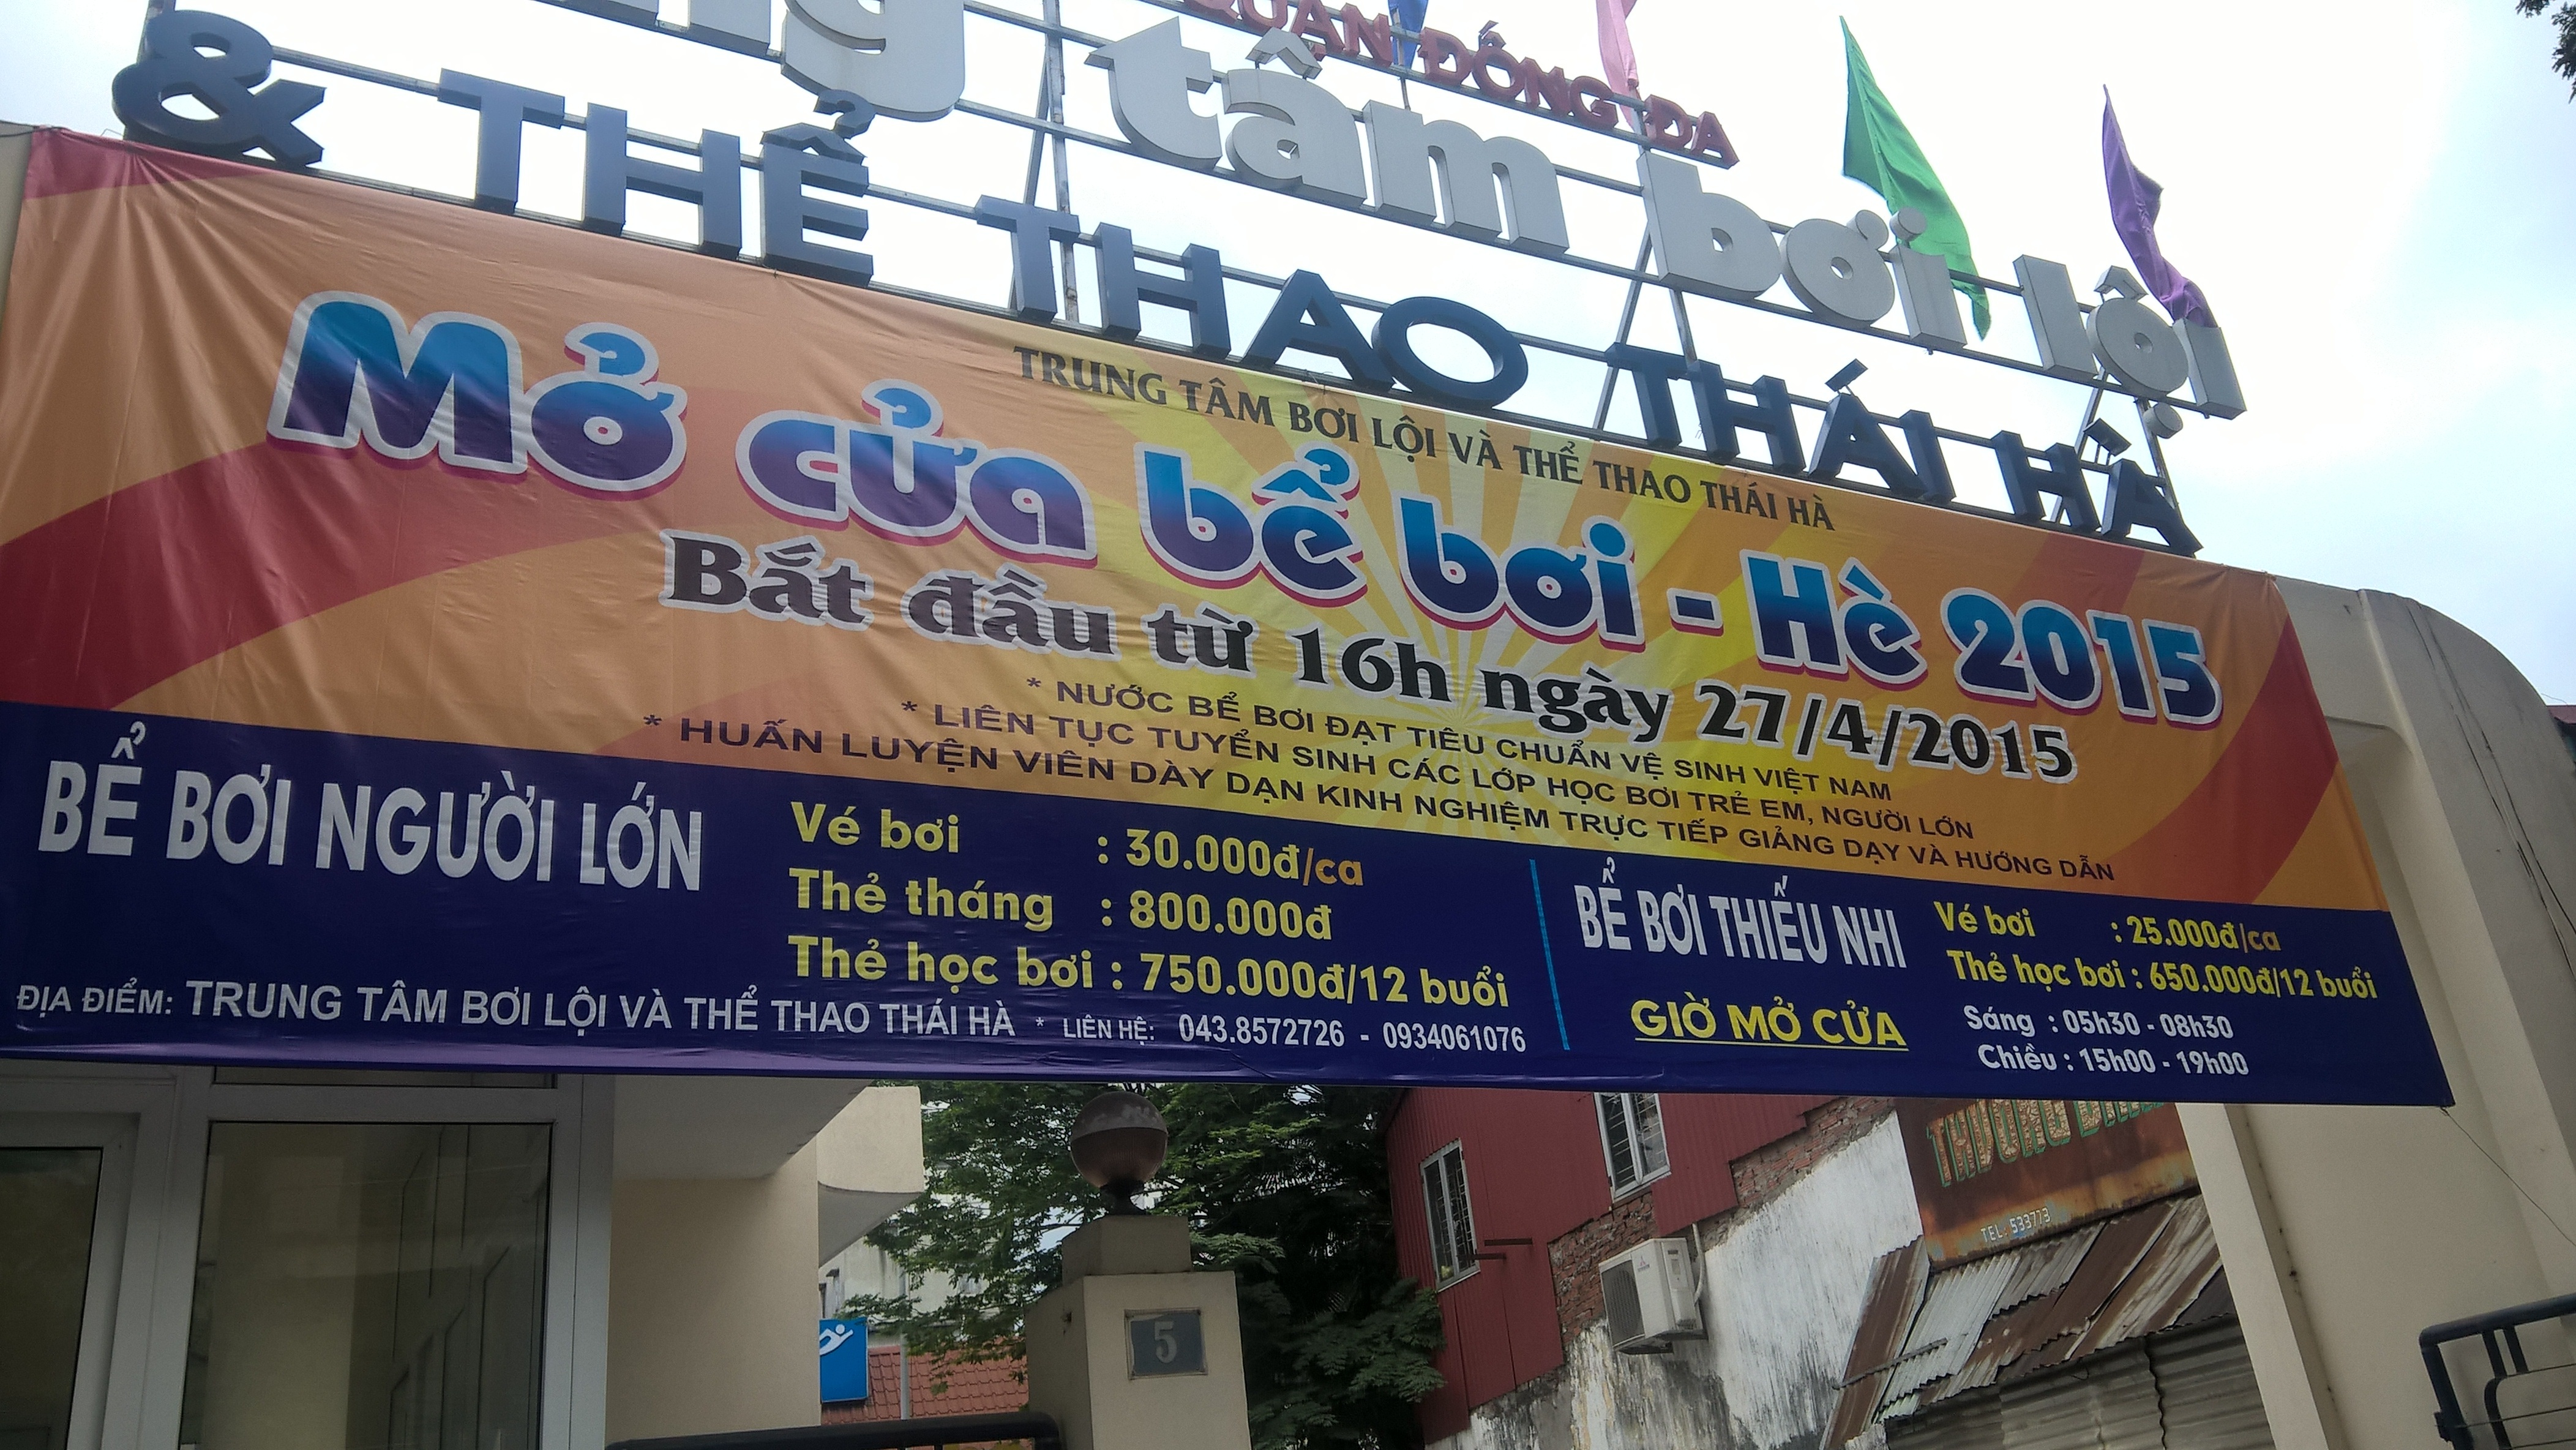 QUẬN ĐỐNG ĐA
tâm bơi lội
& THỂ THAO THÁI HÀ
TRUNG TÂM BƠI LỘI VÀ THỂ THAO THÁI HÀ
Mở cửa bể bơi - Hè 2015
Bắt đầu từ 16h ngày 27/4/2015
* NƯỚC BỂ BƠI ĐẠT TIÊU CHUẨN VỆ SINH VIỆT NAM
* LIÊN TỤC TUYỂN SINH CÁC LỚP HỌC BƠI TRẺ EM, NGƯỜI LỚN
* HUẤN LUYỆN VIÊN DÀY DẠN KINH NGHIỆM TRỰC TIẾP GIẢNG DẠY VÀ HƯỚNG DẪN
BỂ BƠI NGƯỜI LỚN
Vé bơi : 30.000đ/ca
Thẻ tháng : 800.000đ
Thẻ học bơi : 750.000đ/12 buổi
BỂ BƠI THIẾU NHI
Vé bơi : 25.000đ/ca
Thẻ học bơi : 650.000đ/12 buổi
GIỜ MỞ CỬA
Sáng : 05h30 - 08h30
Chiều : 15h00 - 19h00
ĐỊA ĐIỂM: TRUNG TÂM BƠI LỘI VÀ THỂ THAO THÁI HÀ * LIÊN HỆ: 043.8572726 - 0934061076
TEL: 533773
5